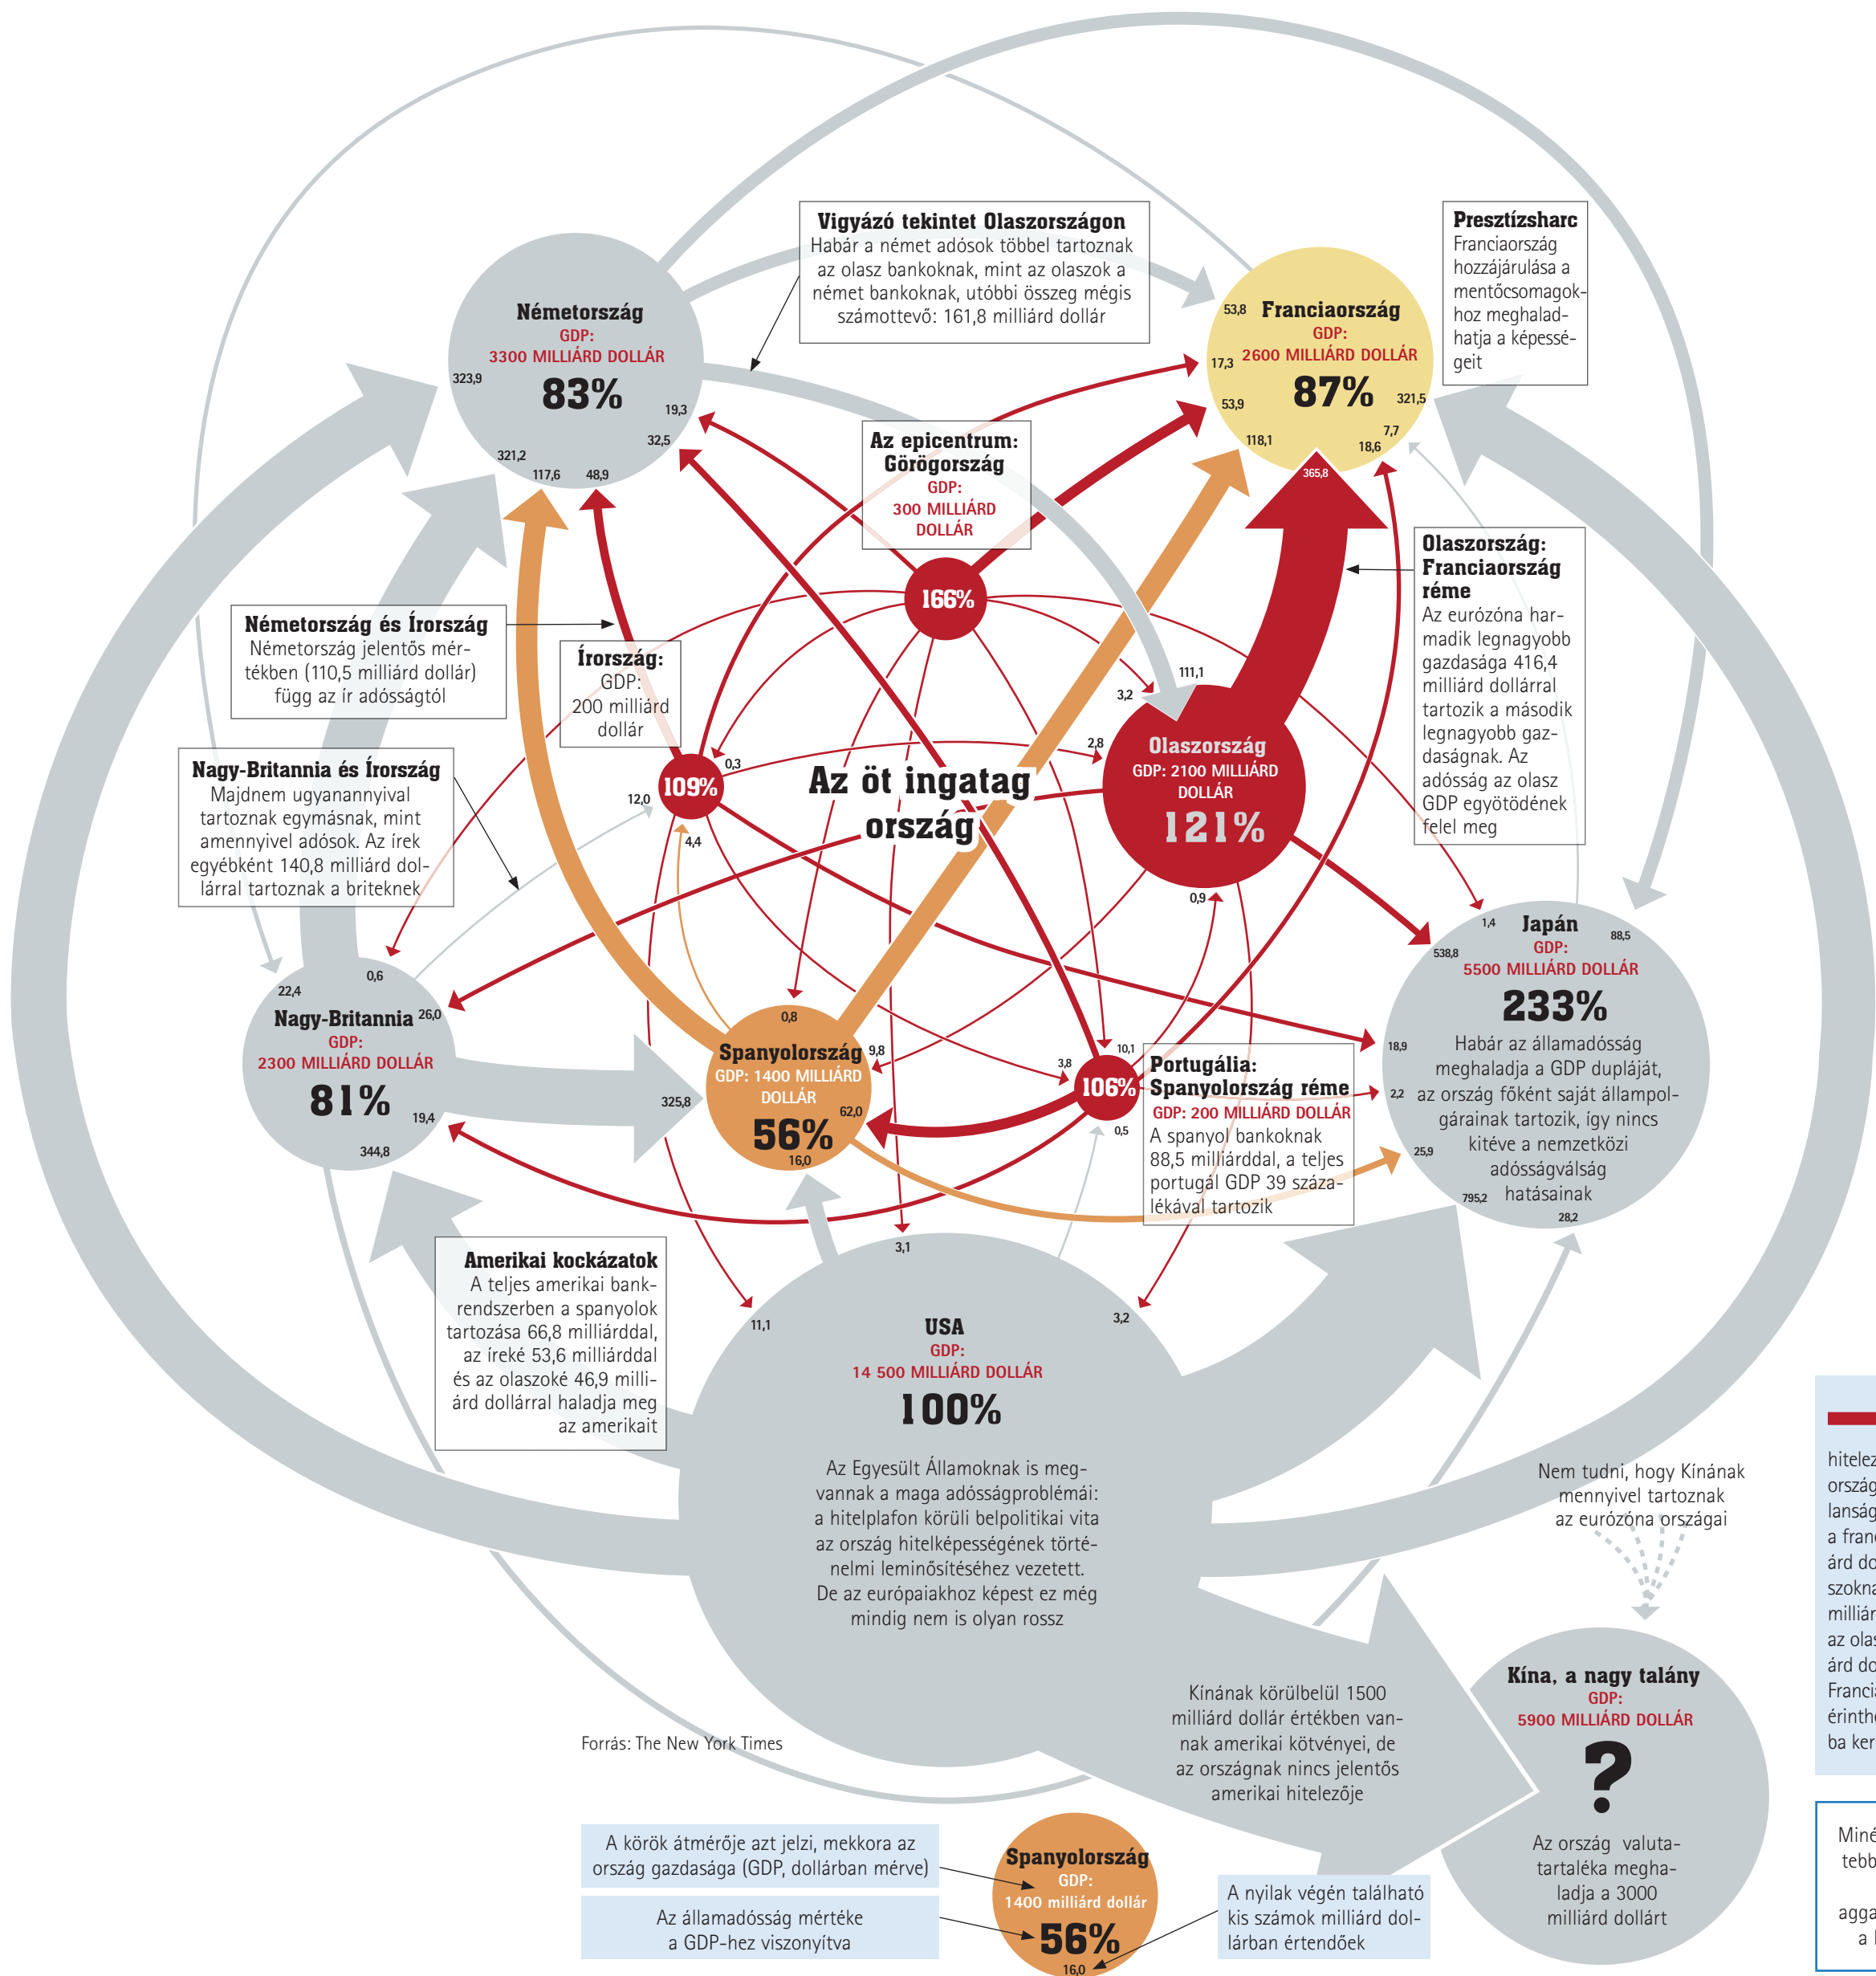 Vigyázó tekintet Olaszországon
Habár a német adósok többel tartoznak
az olasz bankoknak, mint az olaszok a
német bankoknak, utóbbi összeg mégis
számottevő: 161,8 milliárd dollár
Presztízsharc
Franciaország
hozzájárulása a
mentőcsomagok-
hoz meghalad-
hatja a képessé-
geit
Németország
GDP:
3300 MILLIÁRD DOLLÁR
83%
323,9
19,3
32,5
321,2
117,6
48,9
Franciaország
GDP:
2600 MILLIÁRD DOLLÁR
87%
53,8
17,3
53,9
118,1
321,5
7,7
18,6
365,8
Az epicentrum:
Görögország
GDP:
300 MILLIÁRD
DOLLÁR
166%
Olaszország:
Franciaország
réme
Az eurózóna har-
madik legnagyobb
gazdasága 416,4
milliárd dollárral
tartozik a második
legnagyobb gaz-
daságnak. Az
adósság az olasz
GDP egyötödének
felel meg
Németország és Írország
Németország jelentős mér-
tékben (110,5 milliárd dollár)
függ az ír adósságtól
Írország:
GDP:
200 milliárd
dollár
109%
0,3
12,0
4,4
Nagy-Britannia és Írország
Majdnem ugyanannyival
tartoznak egymásnak, mint
amennyivel adósok. Az írek
egyébként 140,8 milliárd dol-
lárral tartoznak a briteknek
Az öt ingatag
ország
111,1
3,2
2,8
Olaszország
GDP: 2100 MILLIÁRD
DOLLÁR
121%
0,9
Nagy-Britannia
GDP:
2300 MILLIÁRD DOLLÁR
81%
0,6
22,4
26,0
19,4
344,8
0,8
Spanyolország
GDP: 1400 MILLIÁRD
DOLLÁR
56%
9,8
325,8
62,0
16,0
10,1
3,8
106%
0,5
Portugália:
Spanyolország réme
GDP: 200 MILLIÁRD DOLLÁR
A spanyol bankoknak
88,5 milliárddal, a teljes
portugál GDP 39 száza-
lékával tartozik
1,4
88,5
538,8
Japán
GDP:
5500 MILLIÁRD DOLLÁR
233%
Habár az államadósság
meghaladja a GDP dupláját,
az ország főként saját állampol-
gárainak tartozik, így nincs
kitéve a nemzetközi
adósságválság
hatásainak
18,9
2,2
25,9
795,2
28,2
Amerikai kockázatok
A teljes amerikai bank-
rendszerben a spanyolok
tartozása 66,8 milliárddal,
az íreké 53,6 milliárddal
és az olaszoké 46,9 milli-
árd dollárral haladja meg
az amerikait
3,1
11,1
3,2
USA
GDP:
14 500 MILLIÁRD DOLLÁR
100%
Az Egyesült Államoknak is meg-
vannak a maga adósságproblémái:
a hitelplafon körüli belpolitikai vita
az ország hitelképességének törté-
nelmi leminősítéséhez vezetett.
De az európaiakhoz képest ez még
mindig nem is olyan rossz
Nem tudni, hogy Kínának
mennyivel tartoznak
az eurózóna országai
Kínának körülbelül 1500
milliárd dollár értékben van-
nak amerikai kötvényei, de
az országnak nincs jelentős
amerikai hitelezője
Kína, a nagy talány
GDP:
5900 MILLIÁRD DOLLÁR
?
Az ország valuta-
tartaléka megha-
ladja a 3000
milliárd dollárt
Forrás: The New York Times
A körök átmérője azt jelzi, mekkora az
ország gazdasága (GDP, dollárban mérve)
Az államadósság mértéke
a GDP-hez viszonyítva
Spanyolország
GDP:
1400 milliárd dollár
56%
16,0
A nyilak végén található
kis számok milliárd dol-
lárban értendőek
hitelez
ország
lanság
a fran
árd do
szokna
milliár
az olas
árd do
Francia
érinthe
ba ker
Miné
tebb
agga
a